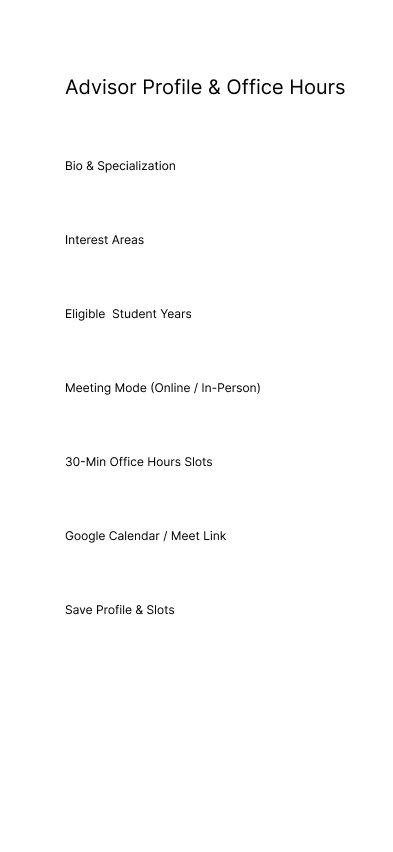 Advisor Profile & Office Hours
Bio & Specialization
Interest Areas
Eligible  Student Years
Meeting Mode (Online / In-Person)
30-Min Office Hours Slots
Google Calendar / Meet Link
Save Profile & Slots